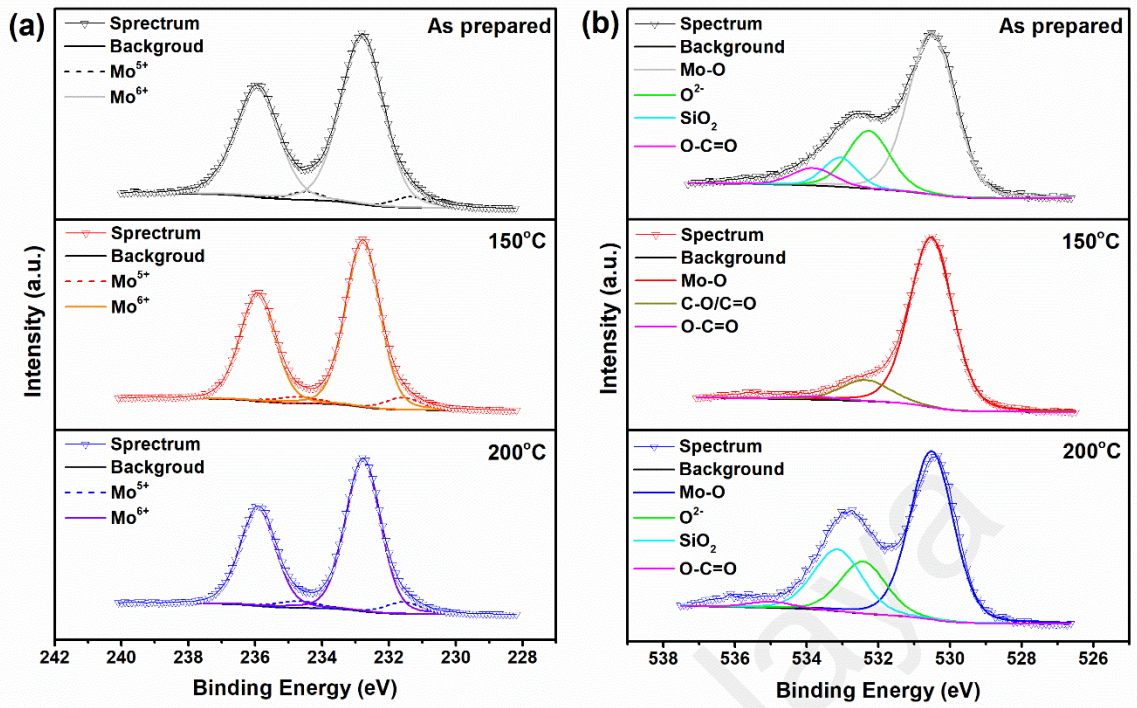 (a)
As prepared
Sprectrum
Backgroud
Mo5+
Mo6+
150°C
Sprectrum
Backgroud
Mo5+
Mo6+
200°C
Sprectrum
Backgroud
Mo5+
Mo6+
Intensity (a.u.)
242 240 238 236 234 232 230 228
Binding Energy (eV)
(b)
As prepared
Spectrum
Background
Mo-O
O2-
SiO2
O-C=O
150°C
Spectrum
Background
Mo-O
C-O/C=O
O-C=O
200°C
Spectrum
Background
Mo-O
O2-
SiO2
O-C=O
Intensity (a.u.)
538 536 534 532 530 528 526
Binding Energy (eV)
laya